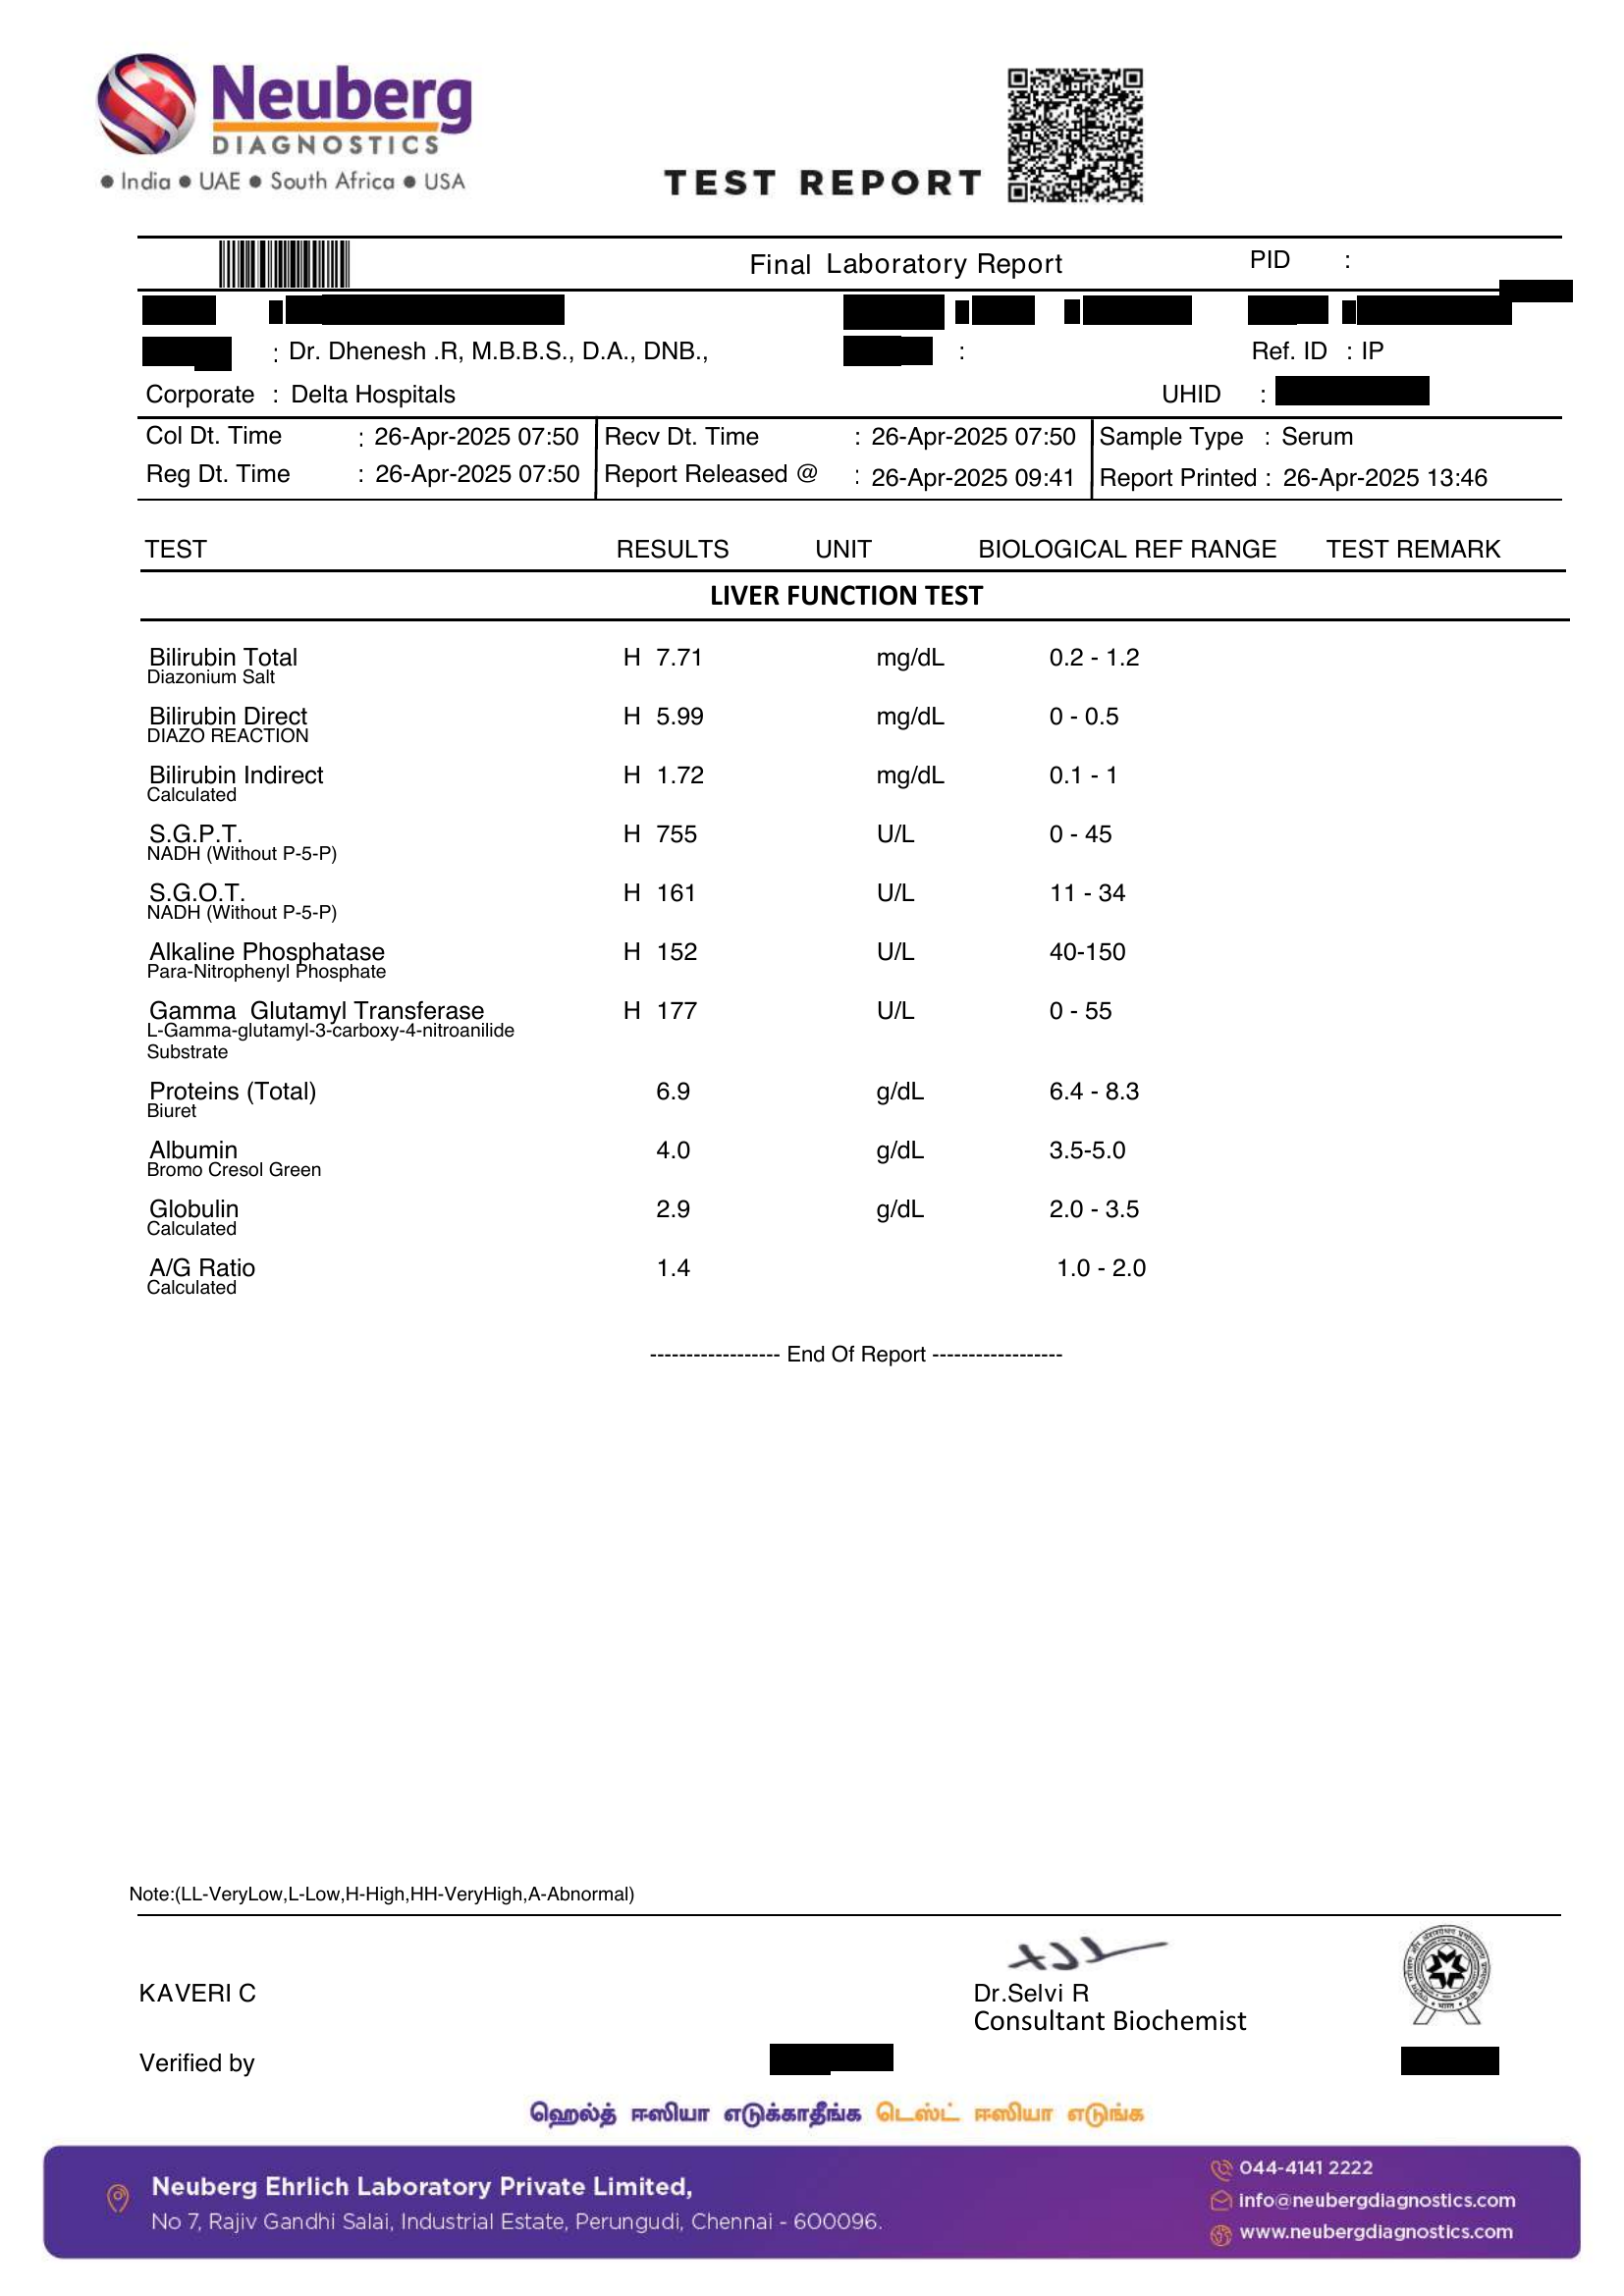 Neuberg
DIAGNOSTICS
● India ● UAE ● South Africa ● USA
TEST REPORT
Final Laboratory Report PID :
: Dr. Dhenesh .R, M.B.B.S., D.A., DNB., : Ref. ID : IP
Corporate : Delta Hospitals UHID :
Col Dt. Time : 26-Apr-2025 07:50 Recv Dt. Time : 26-Apr-2025 07:50 Sample Type : Serum
Reg Dt. Time : 26-Apr-2025 07:50 Report Released @ : 26-Apr-2025 09:41 Report Printed : 26-Apr-2025 13:46
TEST RESULTS UNIT BIOLOGICAL REF RANGE TEST REMARK
LIVER FUNCTION TEST
Bilirubin Total H 7.71 mg/dL 0.2 - 1.2
Diazonium Salt
Bilirubin Direct H 5.99 mg/dL 0 - 0.5
DIAZO REACTION
Bilirubin Indirect H 1.72 mg/dL 0.1 - 1
Calculated
S.G.P.T. H 755 U/L 0 - 45
NADH (Without P-5-P)
S.G.O.T. H 161 U/L 11 - 34
NADH (Without P-5-P)
Alkaline Phosphatase H 152 U/L 40-150
Para-Nitrophenyl Phosphate
Gamma Glutamyl Transferase H 177 U/L 0 - 55
L-Gamma-glutamyl-3-carboxy-4-nitroanilide
Substrate
Proteins (Total) 6.9 g/dL 6.4 - 8.3
Biuret
Albumin 4.0 g/dL 3.5-5.0
Bromo Cresol Green
Globulin 2.9 g/dL 2.0 - 3.5
Calculated
A/G Ratio 1.4 1.0 - 2.0
Calculated
------------------ End Of Report ------------------
Note:(LL-VeryLow,L-Low,H-High,HH-VeryHigh,A-Abnormal)
KAVERI C Dr.Selvi R
Consultant Biochemist
Verified by
ஹெல்த் ஈஸியா எடுக்காதீங்க டெஸ்ட் ஈஸியா எடுங்க
Neuberg Ehrlich Laboratory Private Limited,
No 7, Rajiv Gandhi Salai, Industrial Estate, Perungudi, Chennai - 600096.
044-4141 2222
info@neubergdiagnostics.com
www.neubergdiagnostics.com